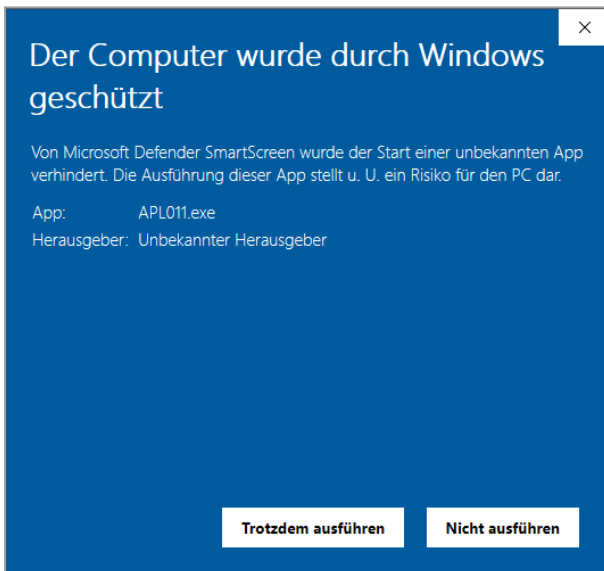 Der Computer wurde durch Windows
geschützt
Von Microsoft Defender SmartScreen wurde der Start einer unbekannten App
verhindert. Die Ausführung dieser App stellt u. U. ein Risiko für den PC dar.
App: APL011.exe
Herausgeber: Unbekannter Herausgeber
Trotzdem ausführen Nicht ausführen